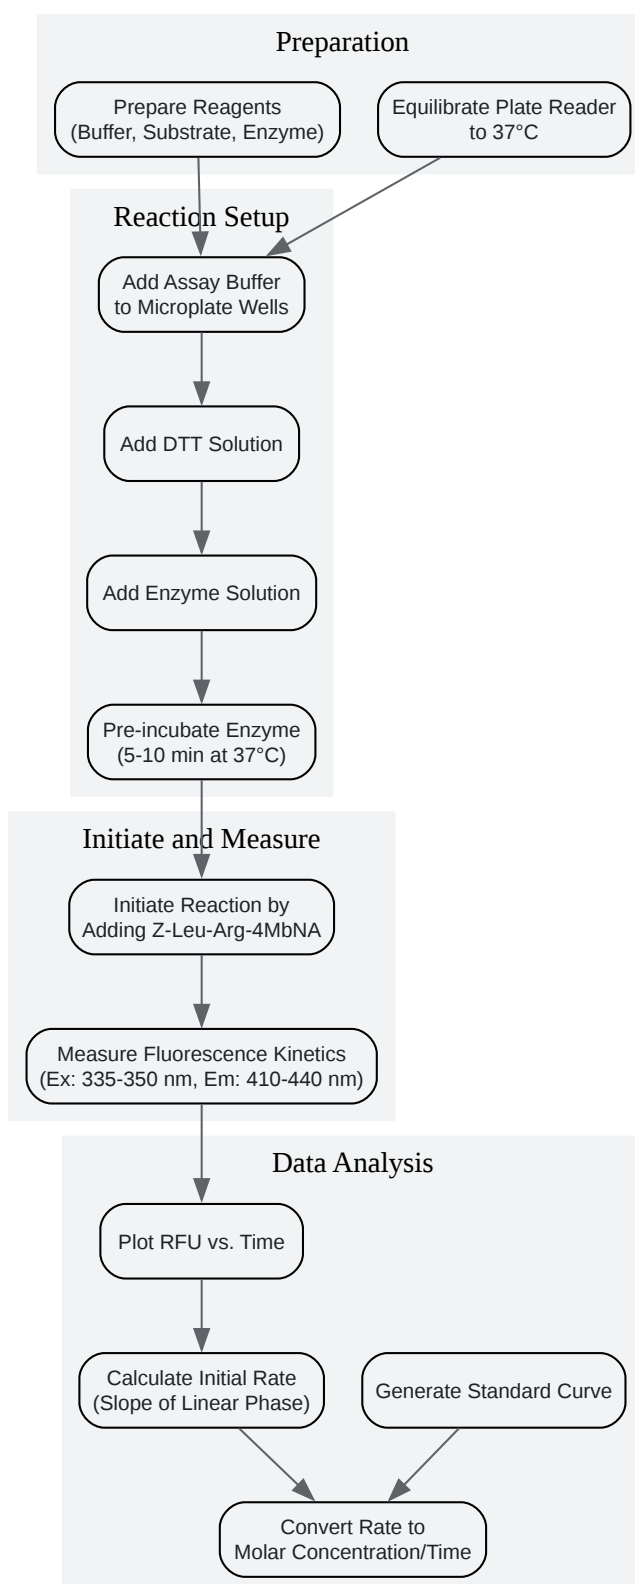 Preparation
Prepare Reagents
(Buffer, Substrate, Enzyme)
Equilibrate Plate Reader
to 37°C
Reaction Setup
Add Assay Buffer
to Microplate Wells
Add DTT Solution
Add Enzyme Solution
Pre-incubate Enzyme
(5-10 min at 37°C)
Initiate and Measure
Initiate Reaction by
Adding Z-Leu-Arg-4MbNA
Measure Fluorescence Kinetics
(Ex: 335-350 nm, Em: 410-440 nm)
Data Analysis
Plot RFU vs. Time
Calculate Initial Rate
(Slope of Linear Phase)
Generate Standard Curve
Convert Rate to
Molar Concentration/Time